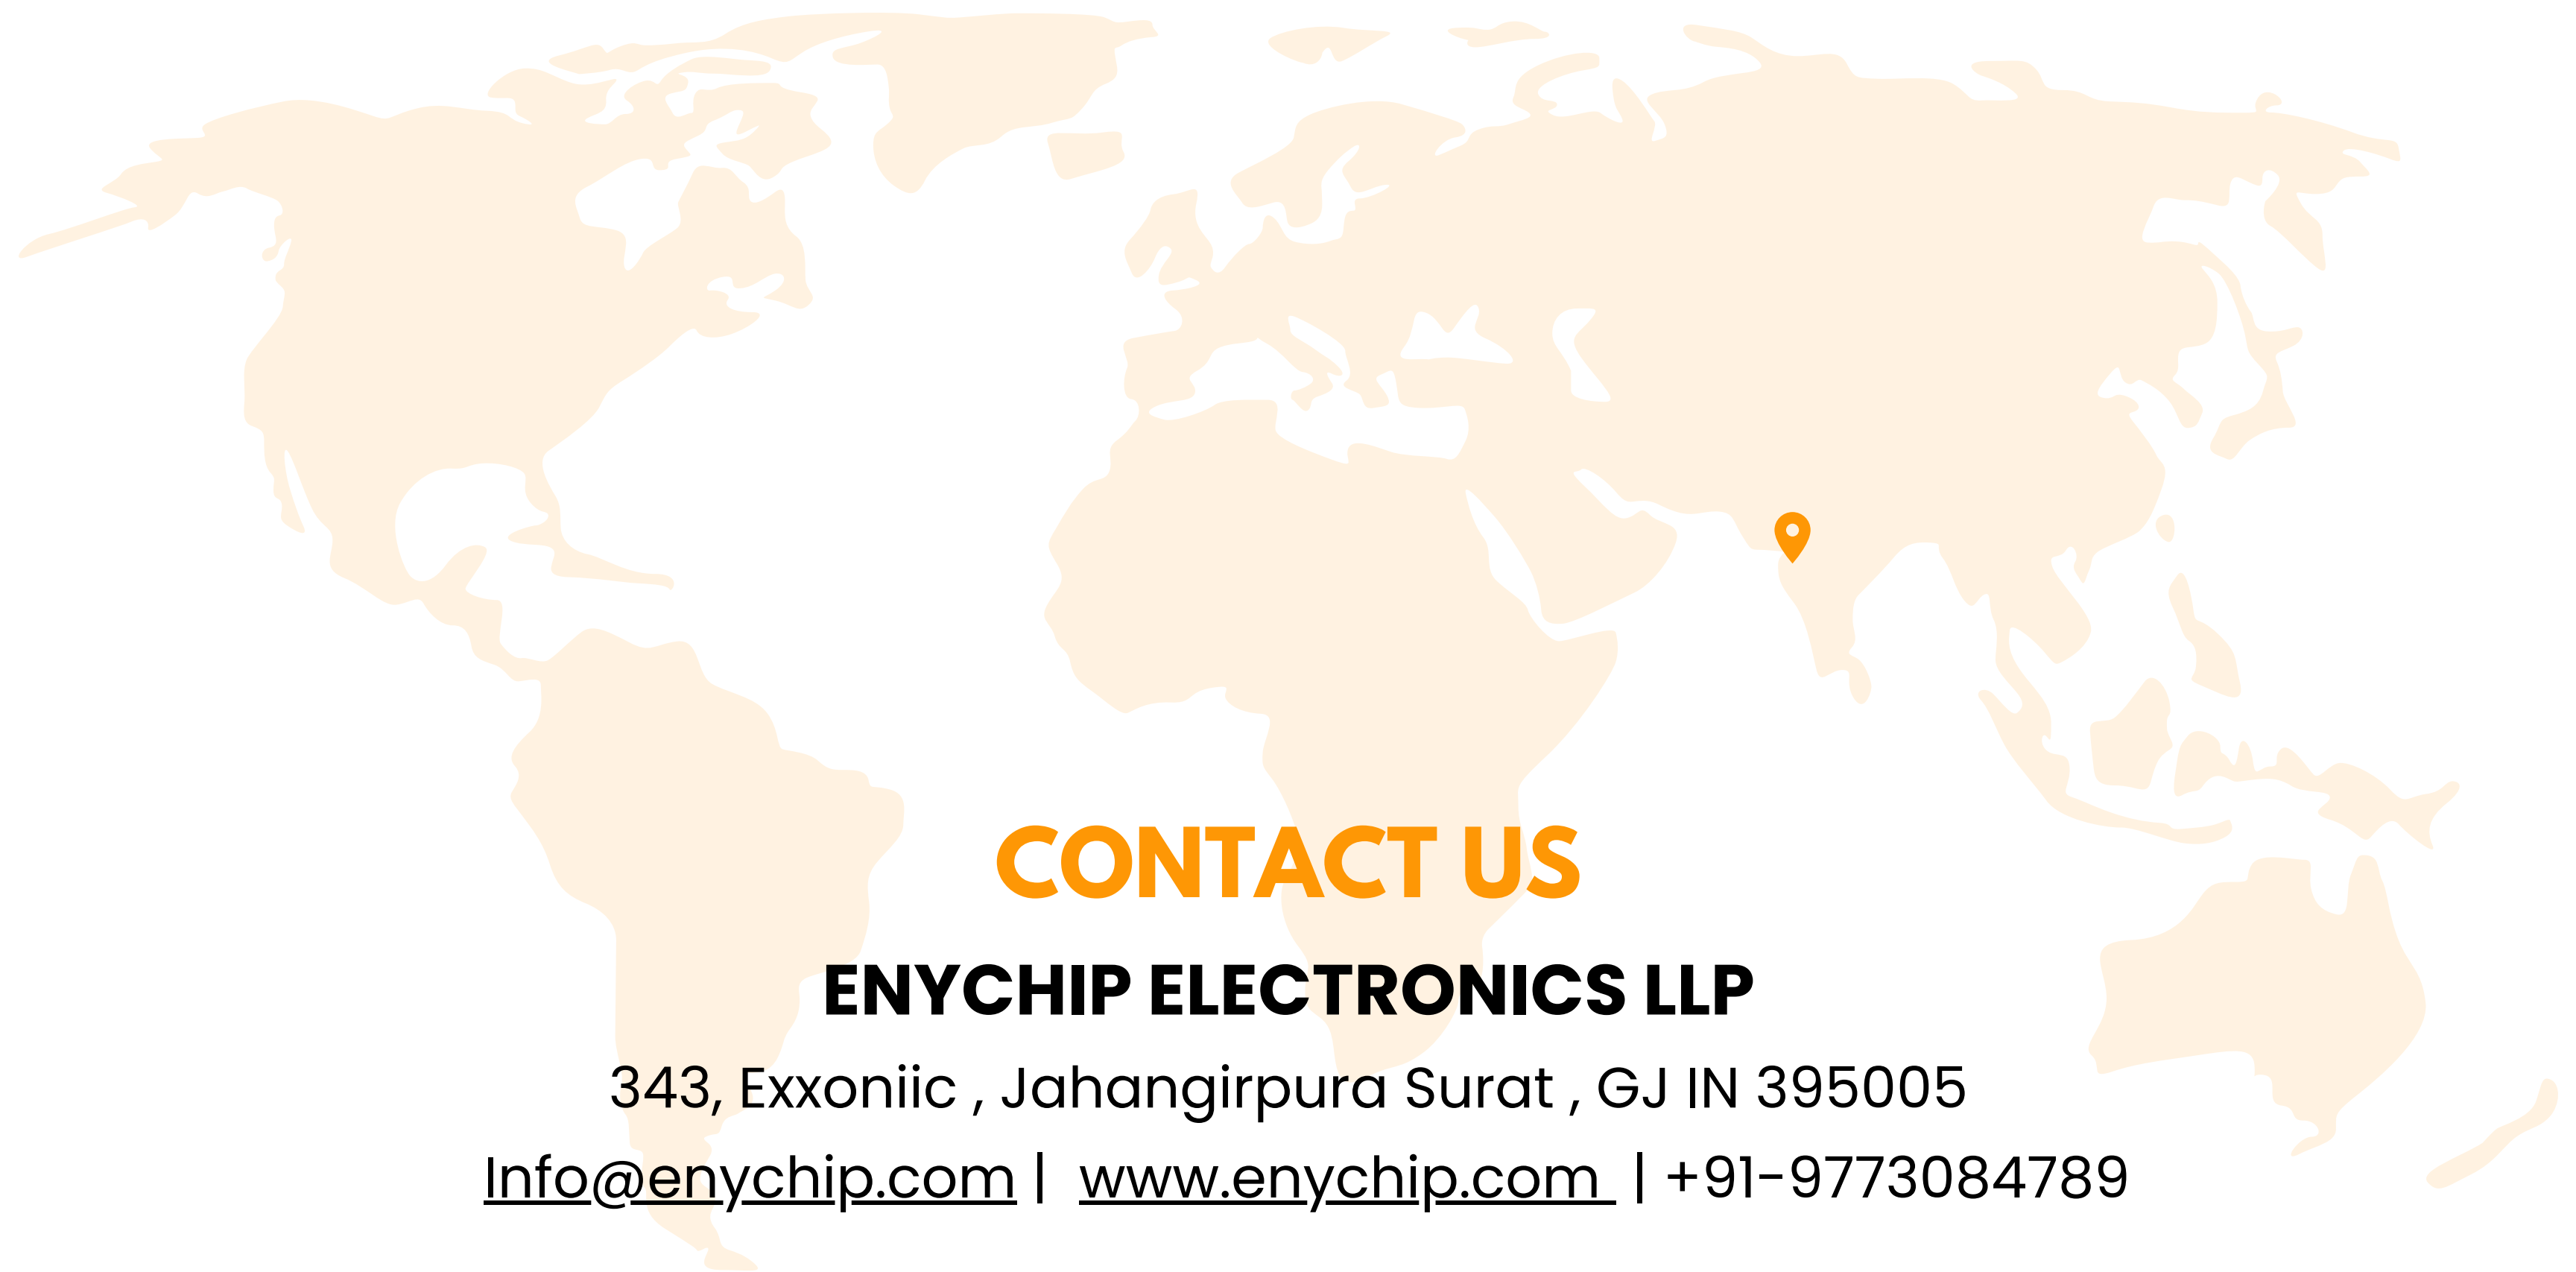 CONTACT US
ENYCHIP ELECTRONICS LLP
343, Exxoniic , Jahangirpura Surat , GJ IN 395005
Info@enychip.com | www.enychip.com | +91-9773084789